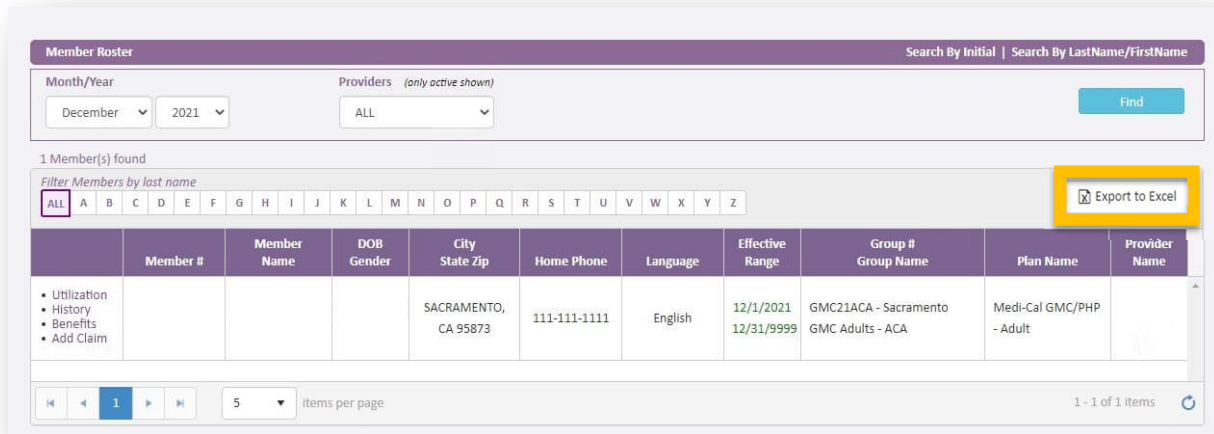 Member Roster Search By Initial | Search By LastName/FirstName
Month/Year Providers (only active shown)
December 2021 ALL Find
1 Member(s) found
Filter Members by last name
ALL A B C D E F G H I J K L M N O P Q R S T U V W X Y Z Export to Excel
Member # Member Name DOB Gender City State Zip Home Phone Language Effective Range Group # Group Name Plan Name Provider Name
• Utilization
• History
• Benefits
• Add Claim
SACRAMENTO, CA 95873
111-111-1111
English
12/1/2021
12/31/9999
GMC21ACA - Sacramento
GMC Adults - ACA
Medi-Cal GMC/PHP
- Adult
1 5 items per page 1 - 1 of 1 items